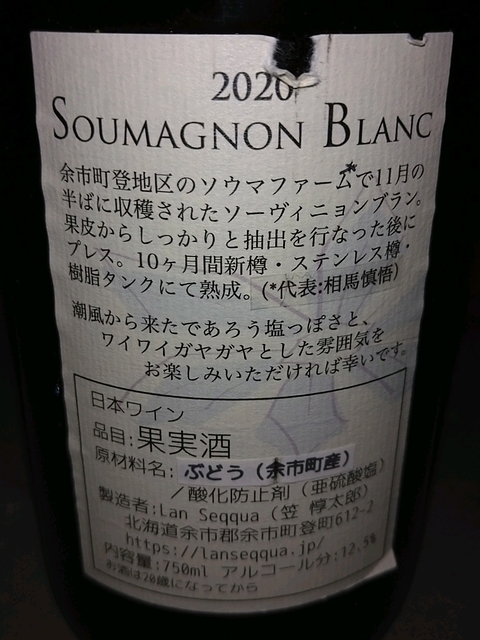 2020
SOUMAGNON BLANC
余市町登地区のソウマファーム*で11月の
半ばに収穫されたソーヴィニョンブラン。
果皮からしっかりと抽出を行なった後に
プレス。10ヶ月間新樽・ステンレス樽・
樹脂タンクにて熟成。(*代表:相馬慎悟)
潮風から来たであろう塩っぽさと、
ワイワイガヤガヤとした雰囲気を
お楽しみいただければ幸いです。
日本ワイン
品目:果実酒
原材料名:ぶどう(余市町産)
/酸化防止剤(亜硫酸塩)
製造者:Lan Seqqua(笠 惇太郎)
北海道余市郡余市町登町612-2
https://lanseqqua.jp/
内容量:750ml アルコール分:12.5%
お酒は20歳になってから